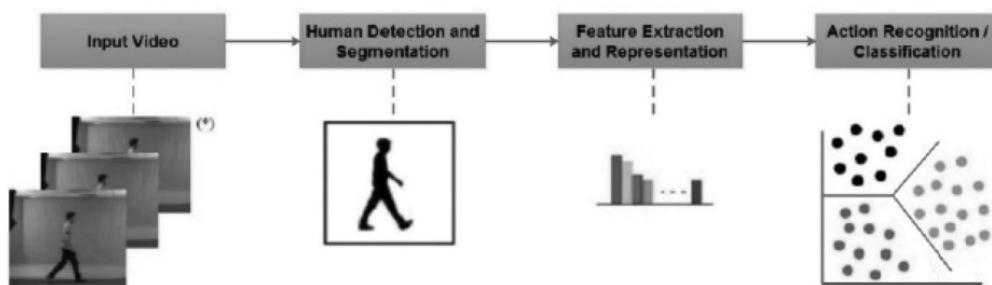 Input Video
Human Detection and
Segmentation
Feature Extraction
and Representation
Action Recognition /
Classification
(*)